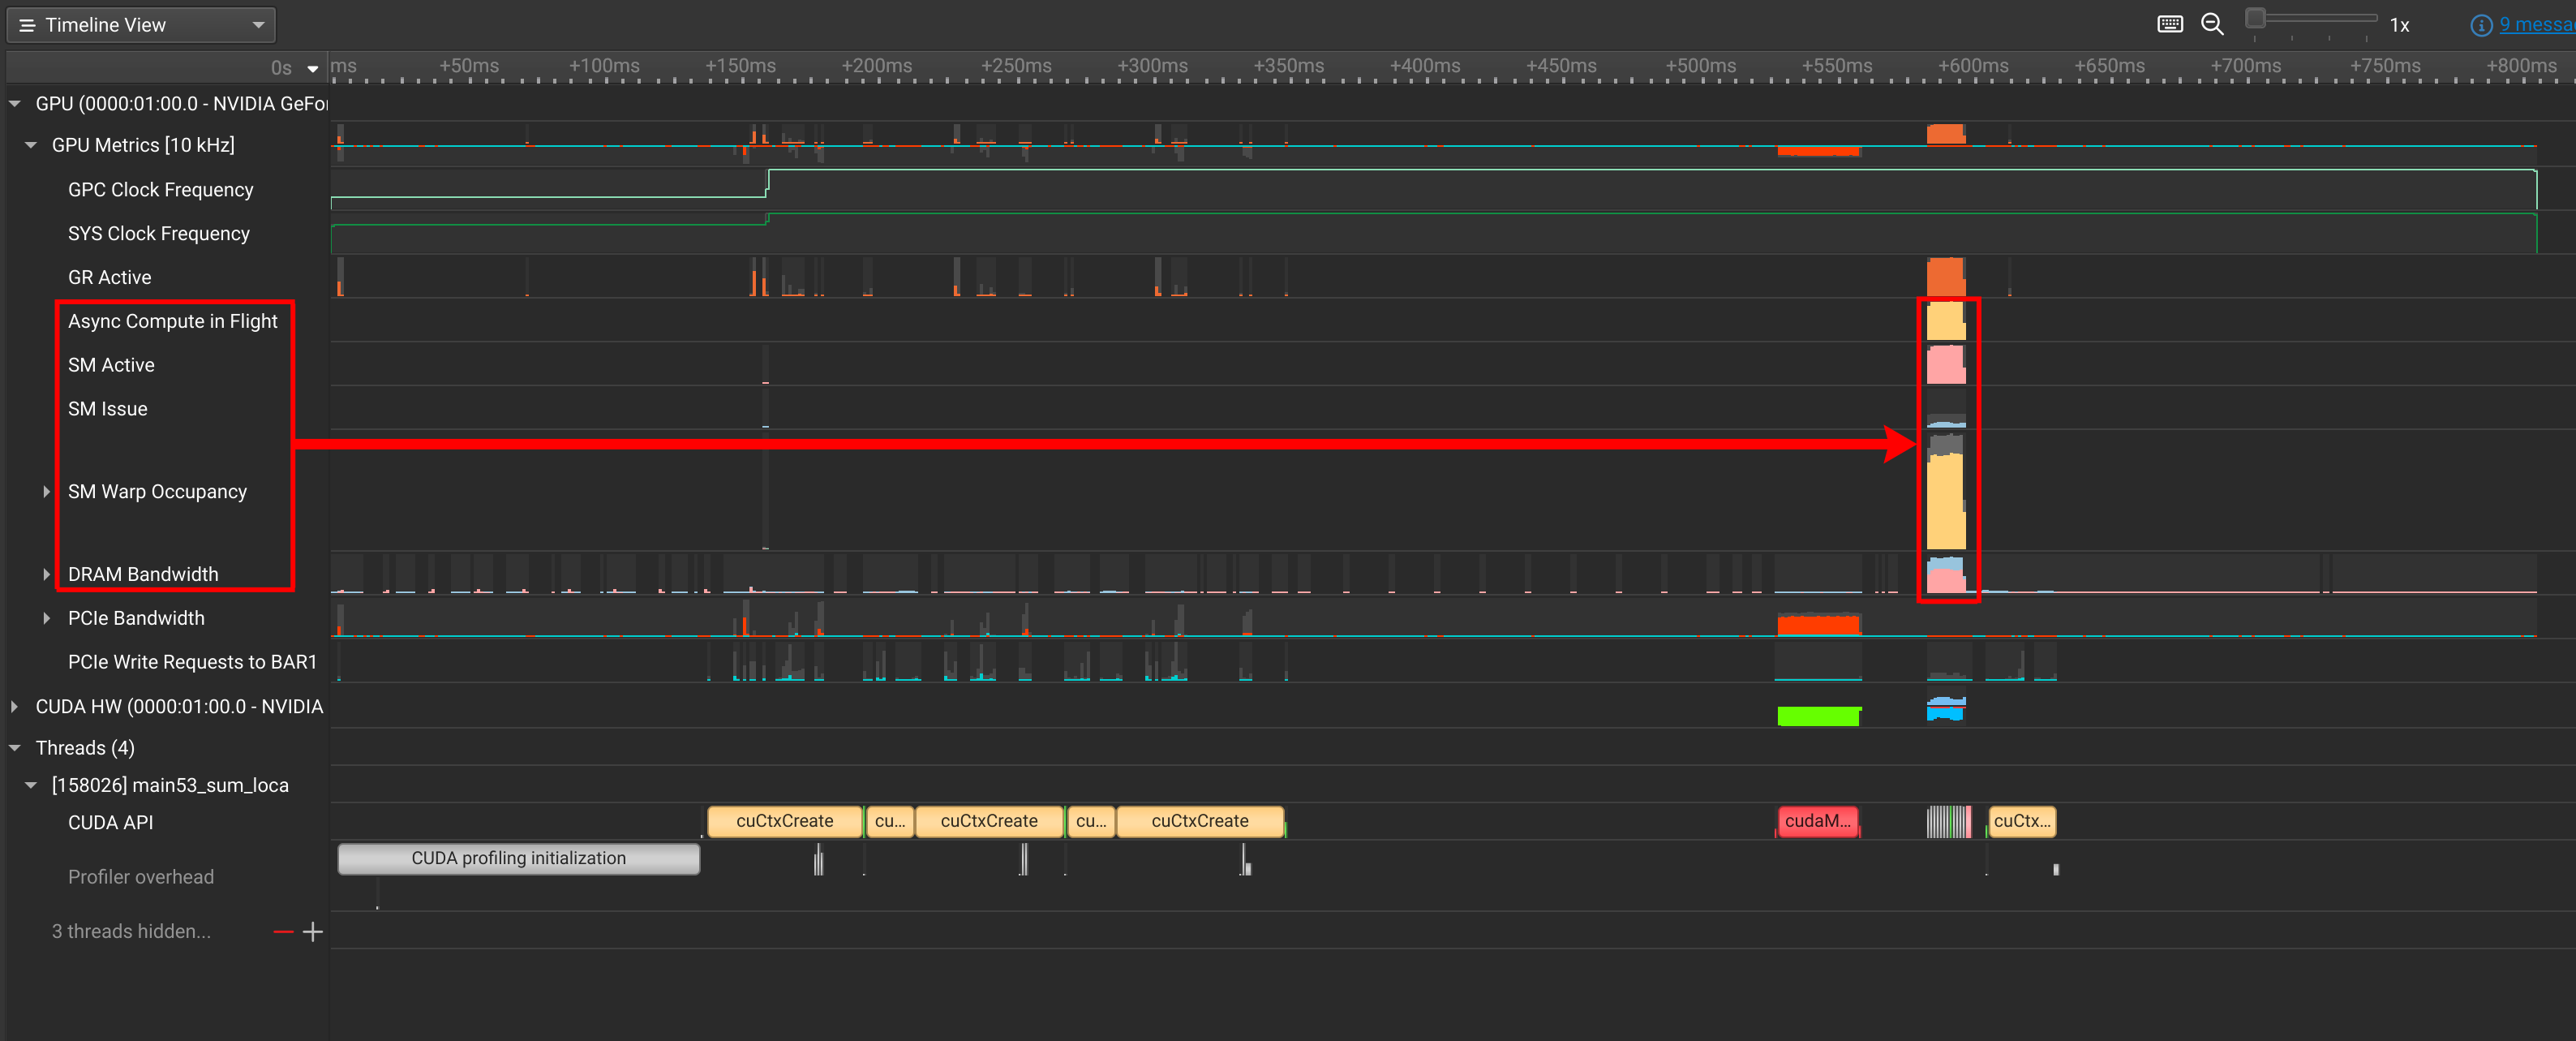 Timeline View
1x
9 messa
0s
ms +50ms +100ms +150ms +200ms +250ms +300ms +350ms +400ms +450ms +500ms +550ms +600ms +650ms +700ms +750ms +800ms
GPU (0000:01:00.0 - NVIDIA GeFor
GPU Metrics [10 kHz]
GPC Clock Frequency
SYS Clock Frequency
GR Active
Async Compute in Flight
SM Active
SM Issue
SM Warp Occupancy
DRAM Bandwidth
PCIe Bandwidth
PCIe Write Requests to BAR1
CUDA HW (0000:01:00.0 - NVIDIA
Threads (4)
[158026] main53_sum_loca
CUDA API
cuCtxCreate cu... cuCtxCreate cu... cuCtxCreate cudaM... cuCtx...
CUDA profiling initialization
Profiler overhead
3 threads hidden...